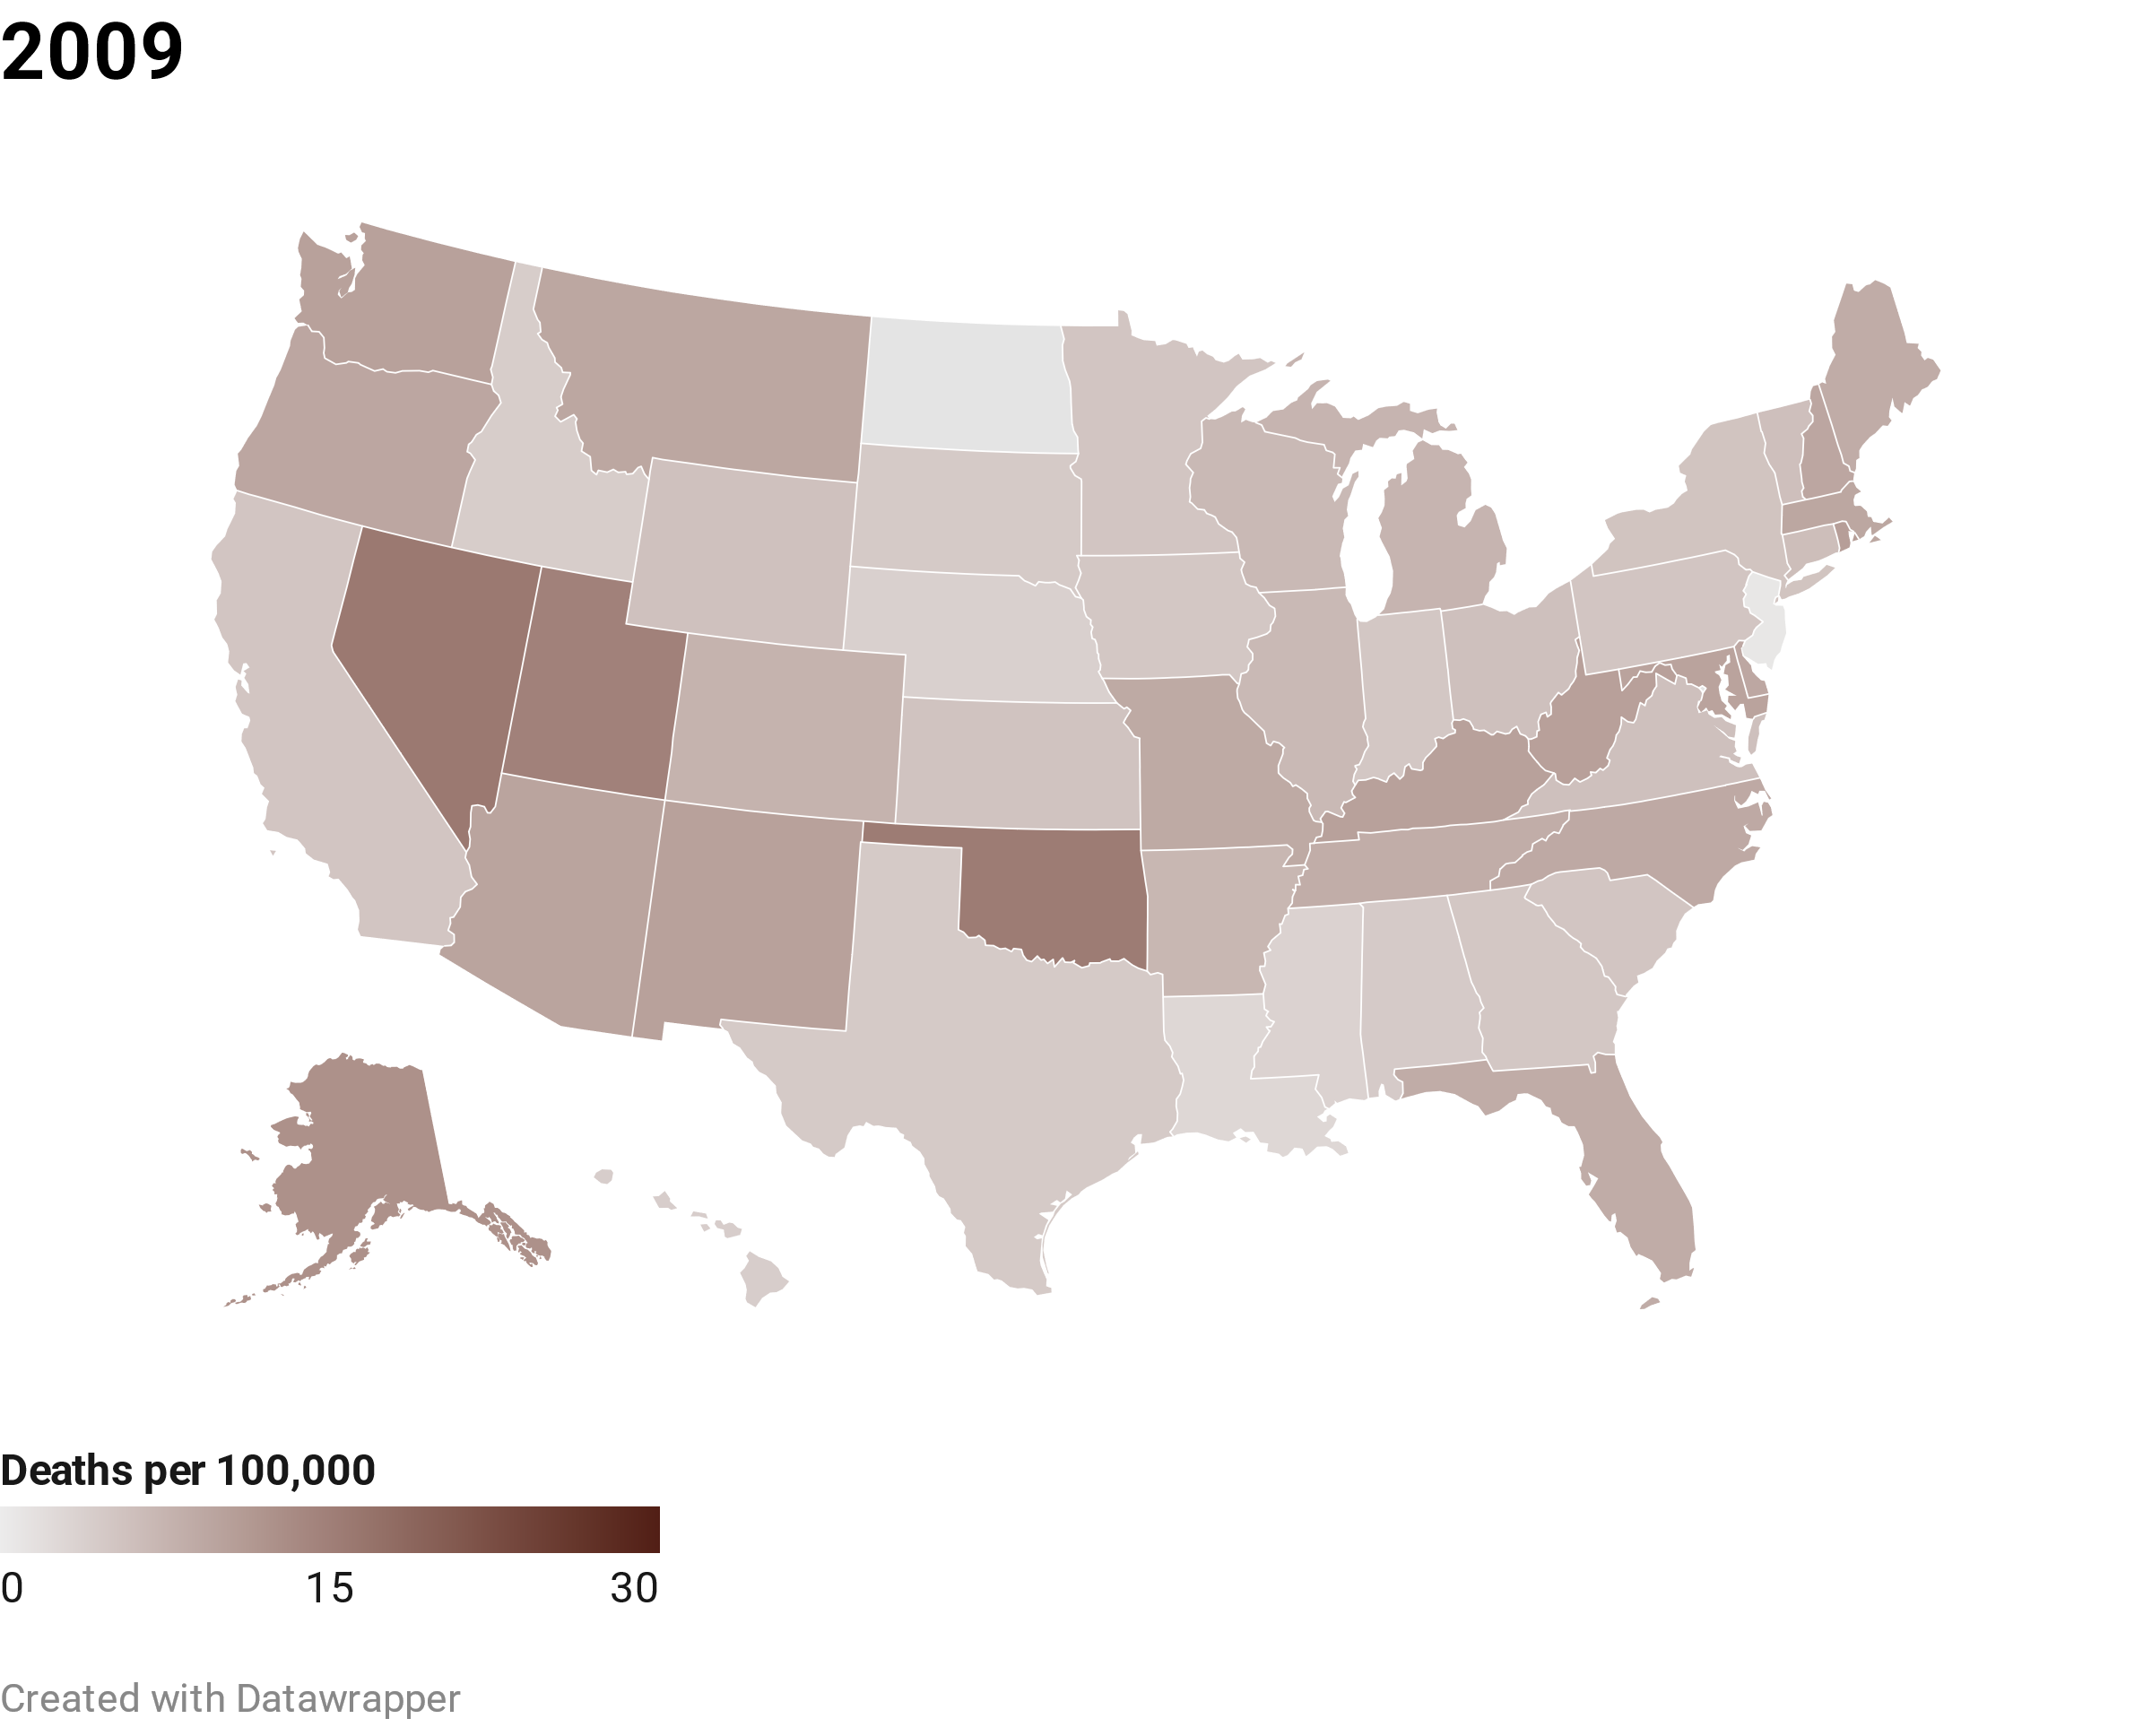 2009
Deaths per 100,000
0 15 30
Created with Datawrapper